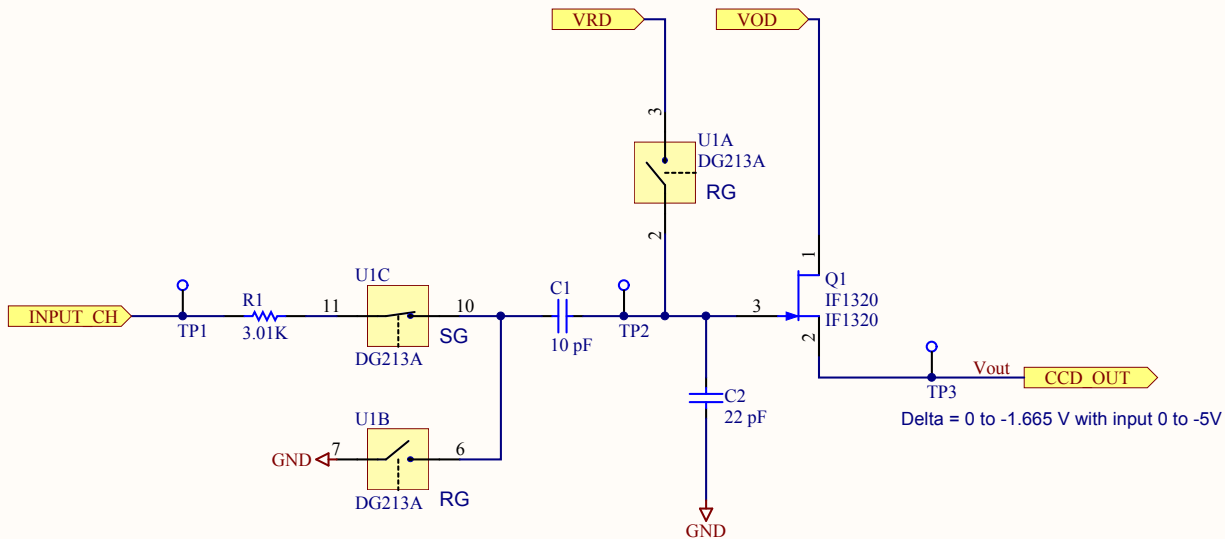 VRD
VOD
3
U1A
DG213A
RG
2
1
Q1
IF1320
IF1320
3
2
U1C
C1
INPUT_CH
TP1
R1
3.01K
11
10
SG
DG213A
10 pF
TP2
C2
22 pF
TP3
Vout
CCD_OUT
Delta = 0 to -1.665 V with input 0 to -5V
U1B
GND
7
6
DG213A
RG
GND